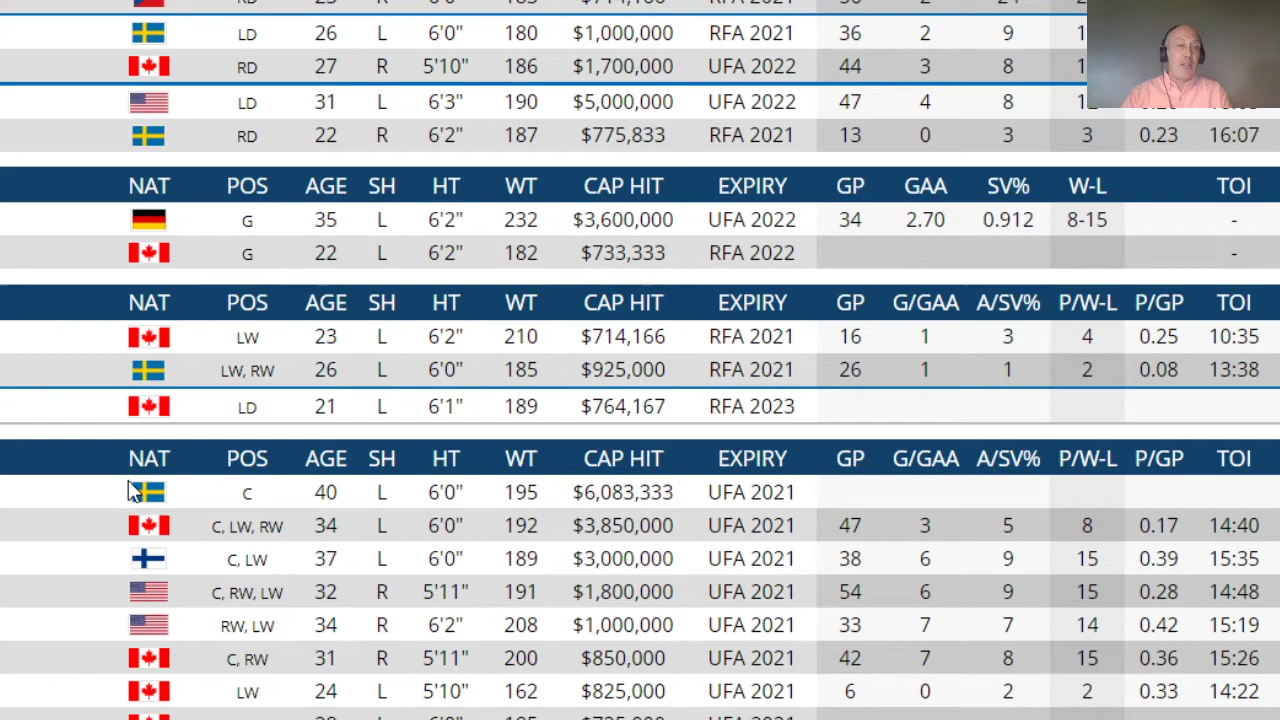 LD 26 L 6'0" 180 $1,000,000 RFA 2021 36 2 9
RD 27 R 5'10" 186 $1,700,000 UFA 2022 44 3 8
LD 31 L 6'3" 190 $5,000,000 UFA 2022 47 4 8
RD 22 R 6'2" 187 $775,833 RFA 2021 13 0 3 3 0.23 16:07
NAT POS AGE SH HT WT CAP HIT EXPIRY GP GAA SV% W-L TOI
G 35 L 6'2" 232 $3,600,000 UFA 2022 34 2.70 0.912 8-15 -
G 22 L 6'2" 182 $733,333 RFA 2022 -
NAT POS AGE SH HT WT CAP HIT EXPIRY GP G/GAA A/SV% P/W-L P/GP TOI
LW 23 L 6'2" 210 $714,166 RFA 2021 16 1 3 4 0.25 10:35
LW, RW 26 L 6'0" 185 $925,000 RFA 2021 26 1 1 2 0.08 13:38
LD 21 L 6'1" 189 $764,167 RFA 2023
NAT POS AGE SH HT WT CAP HIT EXPIRY GP G/GAA A/SV% P/W-L P/GP TOI
C 40 L 6'0" 195 $6,083,333 UFA 2021
C, LW, RW 34 L 6'0" 192 $3,850,000 UFA 2021 47 3 5 8 0.17 14:40
C, LW 37 L 6'0" 189 $3,000,000 UFA 2021 6 9 15 0.39 15:35
C, RW, LW 32 R 5'11" 191 $1,800,000 UFA 2021 54 6 9 15 0.28 14:48
RW, LW 34 R 6'2" 208 $1,000,000 UFA 2021 33 7 7 14 0.42 15:19
C, RW 31 R 5'11" 200 $850,000 UFA 2021 42 7 8 15 0.36 15:26
LW 24 L 5'10" 162 $825,000 UFA 2021 6 0 2 2 0.33 14:22